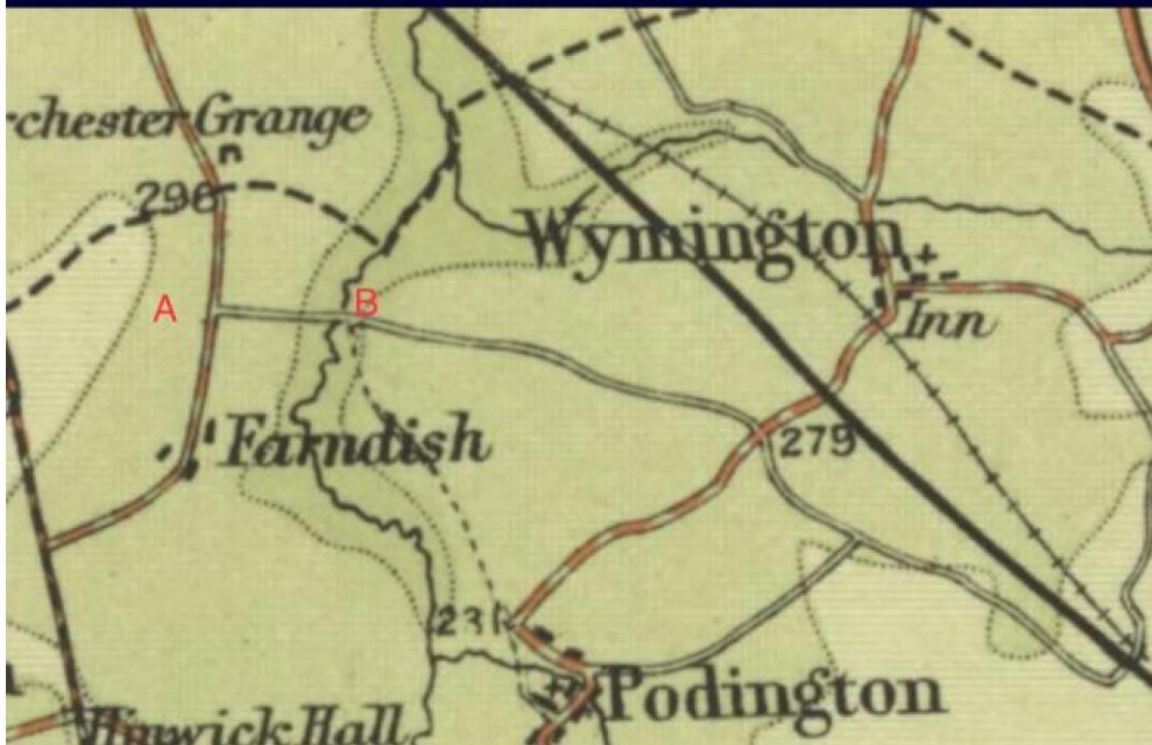 rchester Grange
296
Wymington
A
B
Inn
Farndish
279
231
Podington
Hinwick Hall